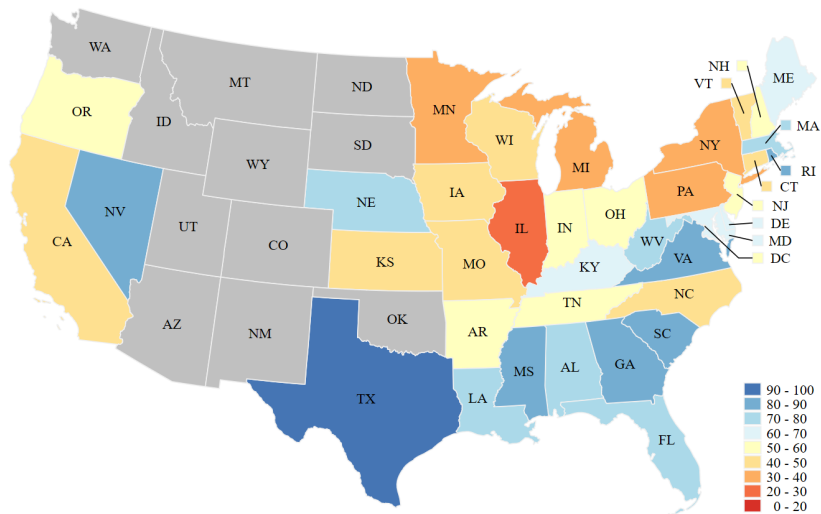 WA
MT
ND
MN
OR
ID
SD
WI
WY
NE
IA
MI
NY
VT
NH
ME
MA
RI
CT
NJ
DE
MD
DC
PA
NV
UT
CO
CA
KS
MO
IL
IN
OH
WV
VA
KY
NC
TN
AZ
NM
OK
AR
SC
TX
LA
MS
AL
GA
FL
90 - 100
80 - 90
70 - 80
60 - 70
50 - 60
40 - 50
30 - 40
20 - 30
0 - 20